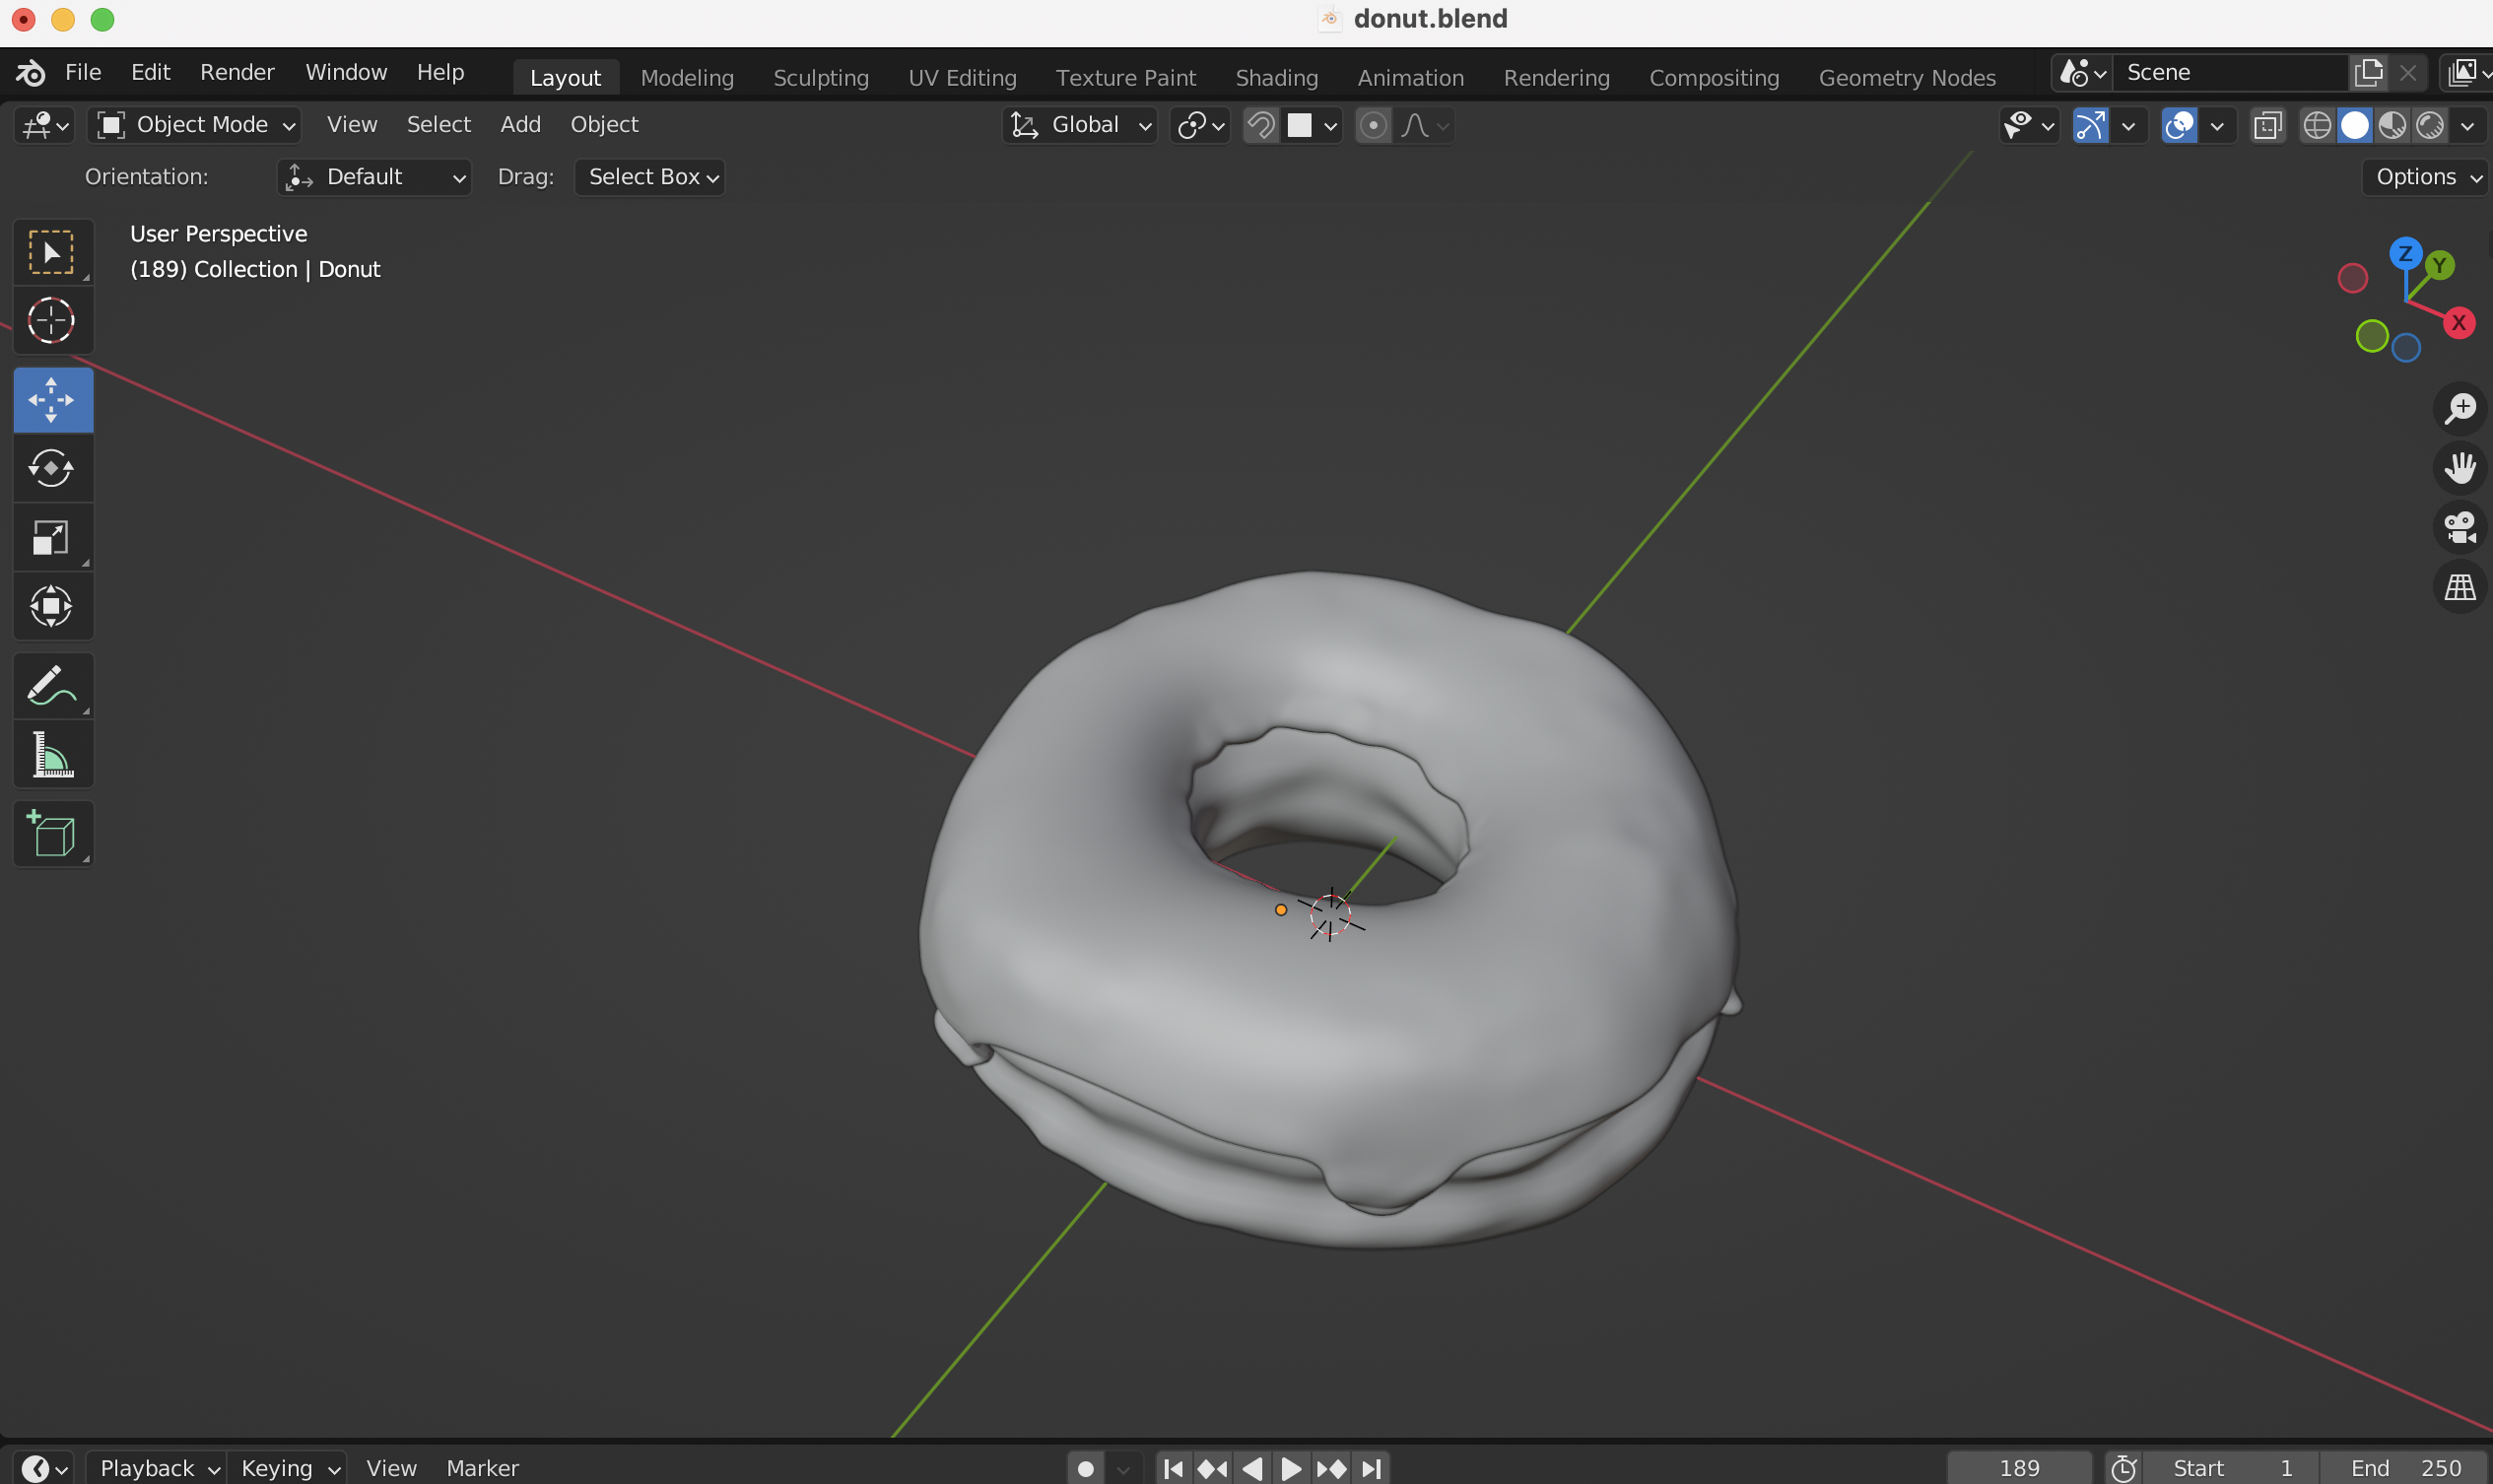 donut.blend
File Edit Render Window Help Layout Modeling Sculpting UV Editing Texture Paint Shading Animation Rendering Compositing Geometry Nodes Scene
Object Mode View Select Add Object Global
Orientation: Default Drag: Select Box Options
User Perspective
(189) Collection | Donut
Z
Y
X
Playback Keying View Marker 189 Start 1 End 250